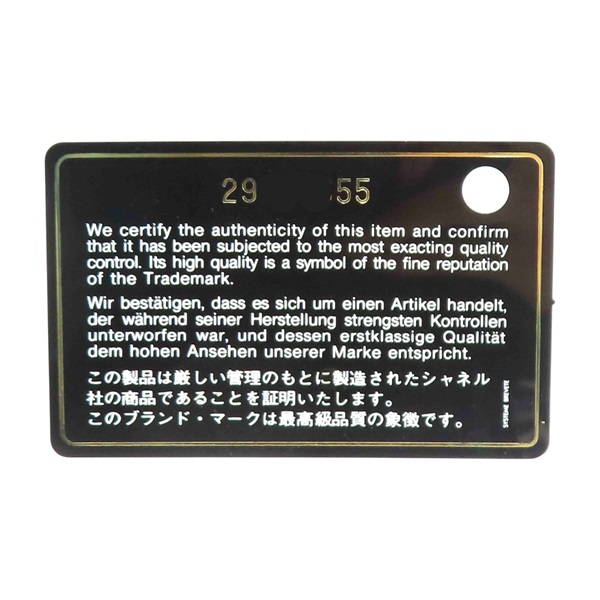 29 55
We certify the authenticity of this item and confirm
that it has been subjected to the most exacting quality
control. Its high quality is a symbol of the fine reputation
of the Trademark.
Wir bestätigen, dass es sich um einen Artikel handelt,
der während seiner Herstellung strengsten Kontrollen
unterworfen war, und dessen erstklassige Qualität
dem hohen Ansehen unserer Marke entspricht.
この製品は厳しい管理のもとに製造されたシャネル
社の商品であることを証明いたします。
このブランド・マークは最高級品質の象徴です。
SYSTEME BREVETE